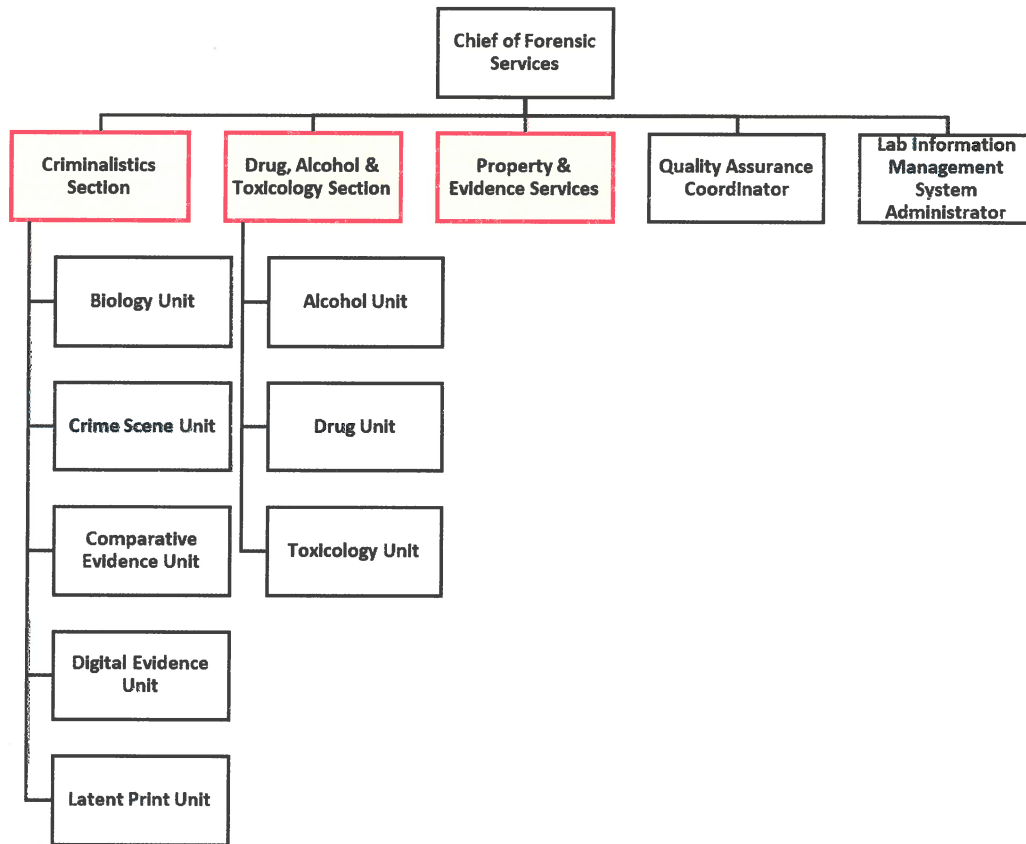 Chief of Forensic
Services
Criminalistics
Section
Drug, Alcohol &
Toxicology Section
Property &
Evidence Services
Quality Assurance
Coordinator
Lab Information
Management
System
Administrator
Biology Unit
Alcohol Unit
Crime Scene Unit
Drug Unit
Comparative
Evidence Unit
Toxicology Unit
Digital Evidence
Unit
Latent Print Unit